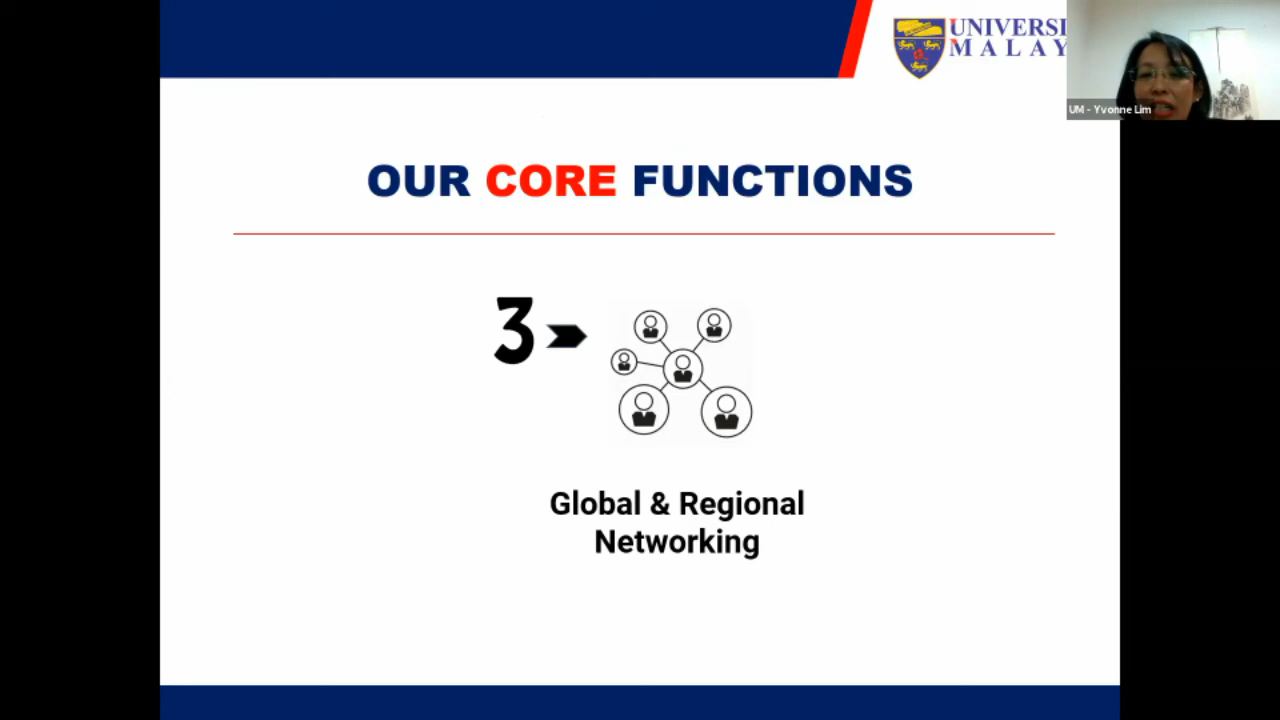 UNIVERSI
MALAY
UM - Yvonne Lim
OUR CORE FUNCTIONS
3
Global & Regional
Networking